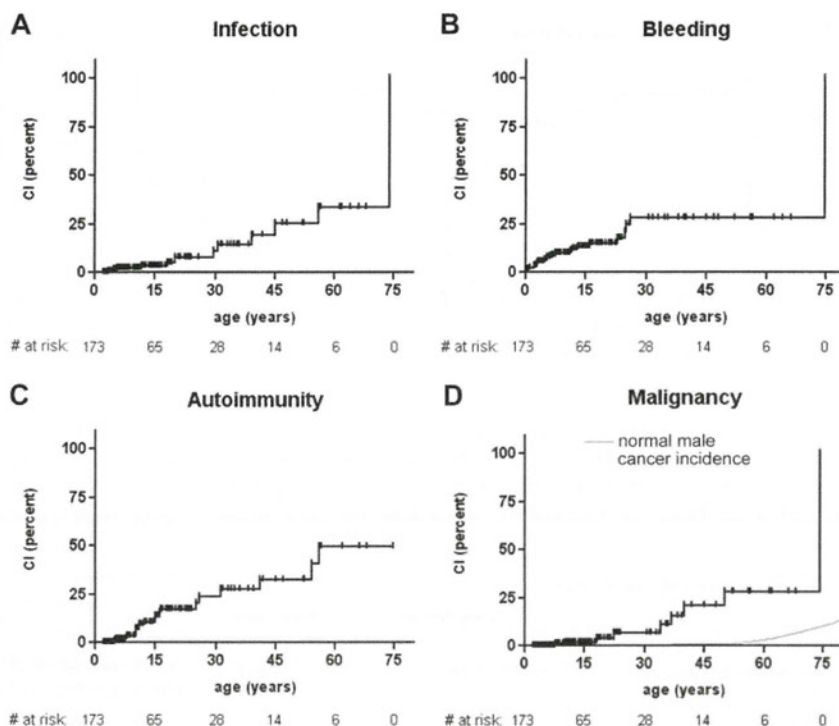 A
Infection
CI (percent)
100
75
50
25
0
0 15 30 45 60 75
age (years)
# at risk: 173 65 28 14 6 0
B
Bleeding
CI (percent)
100
75
50
25
0
0 15 30 45 60 75
age (years)
# at risk: 173 65 28 14 6 0
C
Autoimmunity
CI (percent)
100
75
50
25
0
0 15 30 45 60 75
age (years)
# at risk: 173 65 28 14 6 0
D
Malignancy
normal male
cancer incidence
CI (percent)
100
75
50
25
0
0 15 30 45 60 75
age (years)
# at risk: 173 65 28 14 6 0